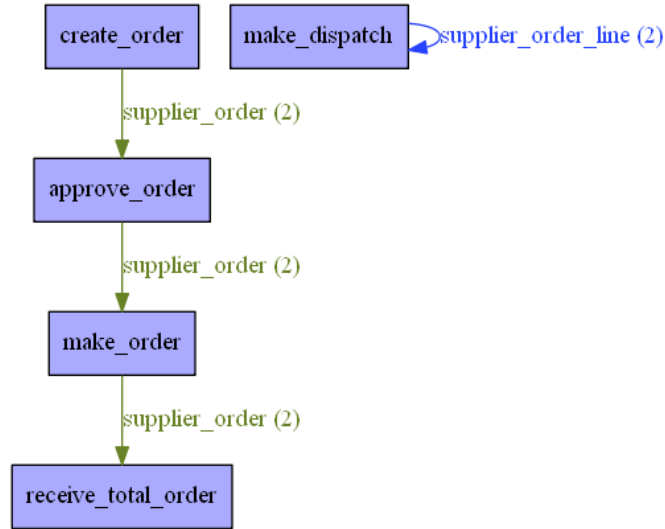 create_order
make_dispatch
supplier_order_line (2)
supplier_order (2)
approve_order
supplier_order (2)
make_order
supplier_order (2)
receive_total_order